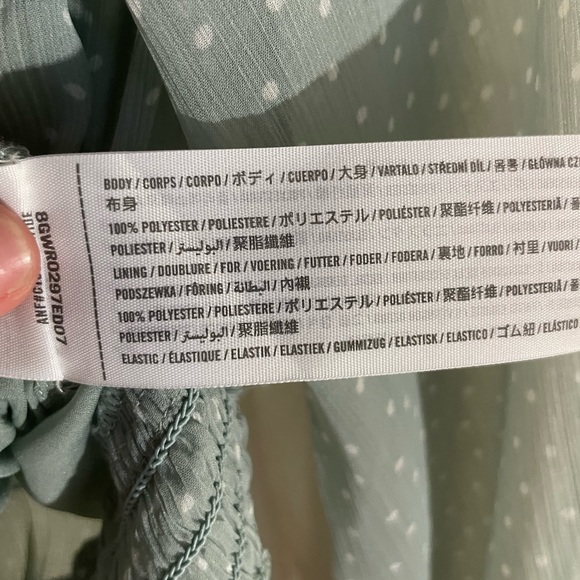 BODY / CORPS / CORPO / ボディ / CUERPO / 大身 / VARTALO / STŘEDNÍ DÍL / 몸통 / GŁÓWNA
布身
100% POLYESTER / POLIESTERE / ポリエステル / POLIÉSTER / 聚酯纤维 / POLYESTERIÄ /
POLIESTER / البوليستر / 聚脂纖維
LINING / DOUBLURE / FOR / VOERING / FUTTER / FODER / FODERA / 裏地 / FORRO / 衬里 / VUORI /
PODSZEWKA / FÔRING / البطانة / 內襯
100% POLYESTER / POLIESTERE / ポリエステル / POLIÉSTER / 聚酯纤维 / POLYESTERIÄ /
POLIESTER / البوليستر / 聚脂纖維
ELASTIC / ÉLASTIQUE / ELASTIK / ELASTIEK / GUMMIZUG / ELASTISK / ELASTICO / ゴム紐 / ELÁSTICO
8GWRO297ED07